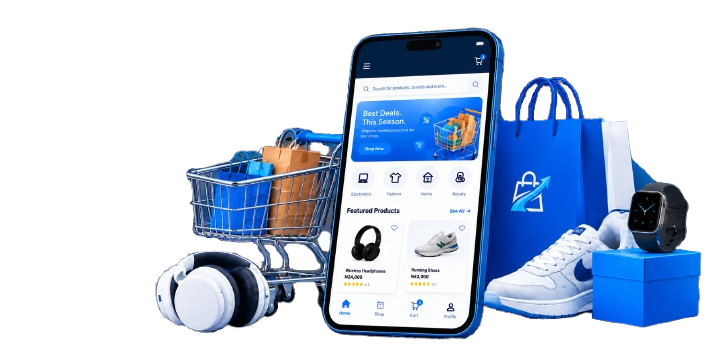 Search for products, brands and more...
Best Deals.
This Season.
%
Shop Now
Electronics
Fashion
Home
Beauty
Featured Products
See All →
Wireless Headphones
₦24,000
Running Shoes
₦42,000
Home
Shop
Cart
Profile